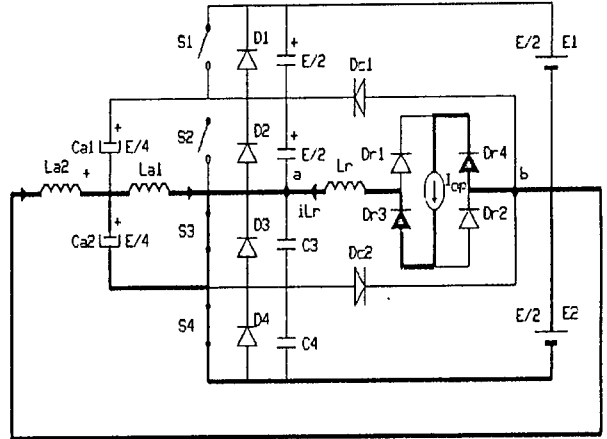 S1
D1
+
E/2
Dc1
E/2
E1
+
Ca1
E/4
S2
D2
+
E/2
La2
+
La1
a
Lr
iLr
Dr1
Dr4
Dr3
Dr2
b
+
Ca2
E/4
S3
D3
C3
Dc2
S4
D4
C4
E/2
E2